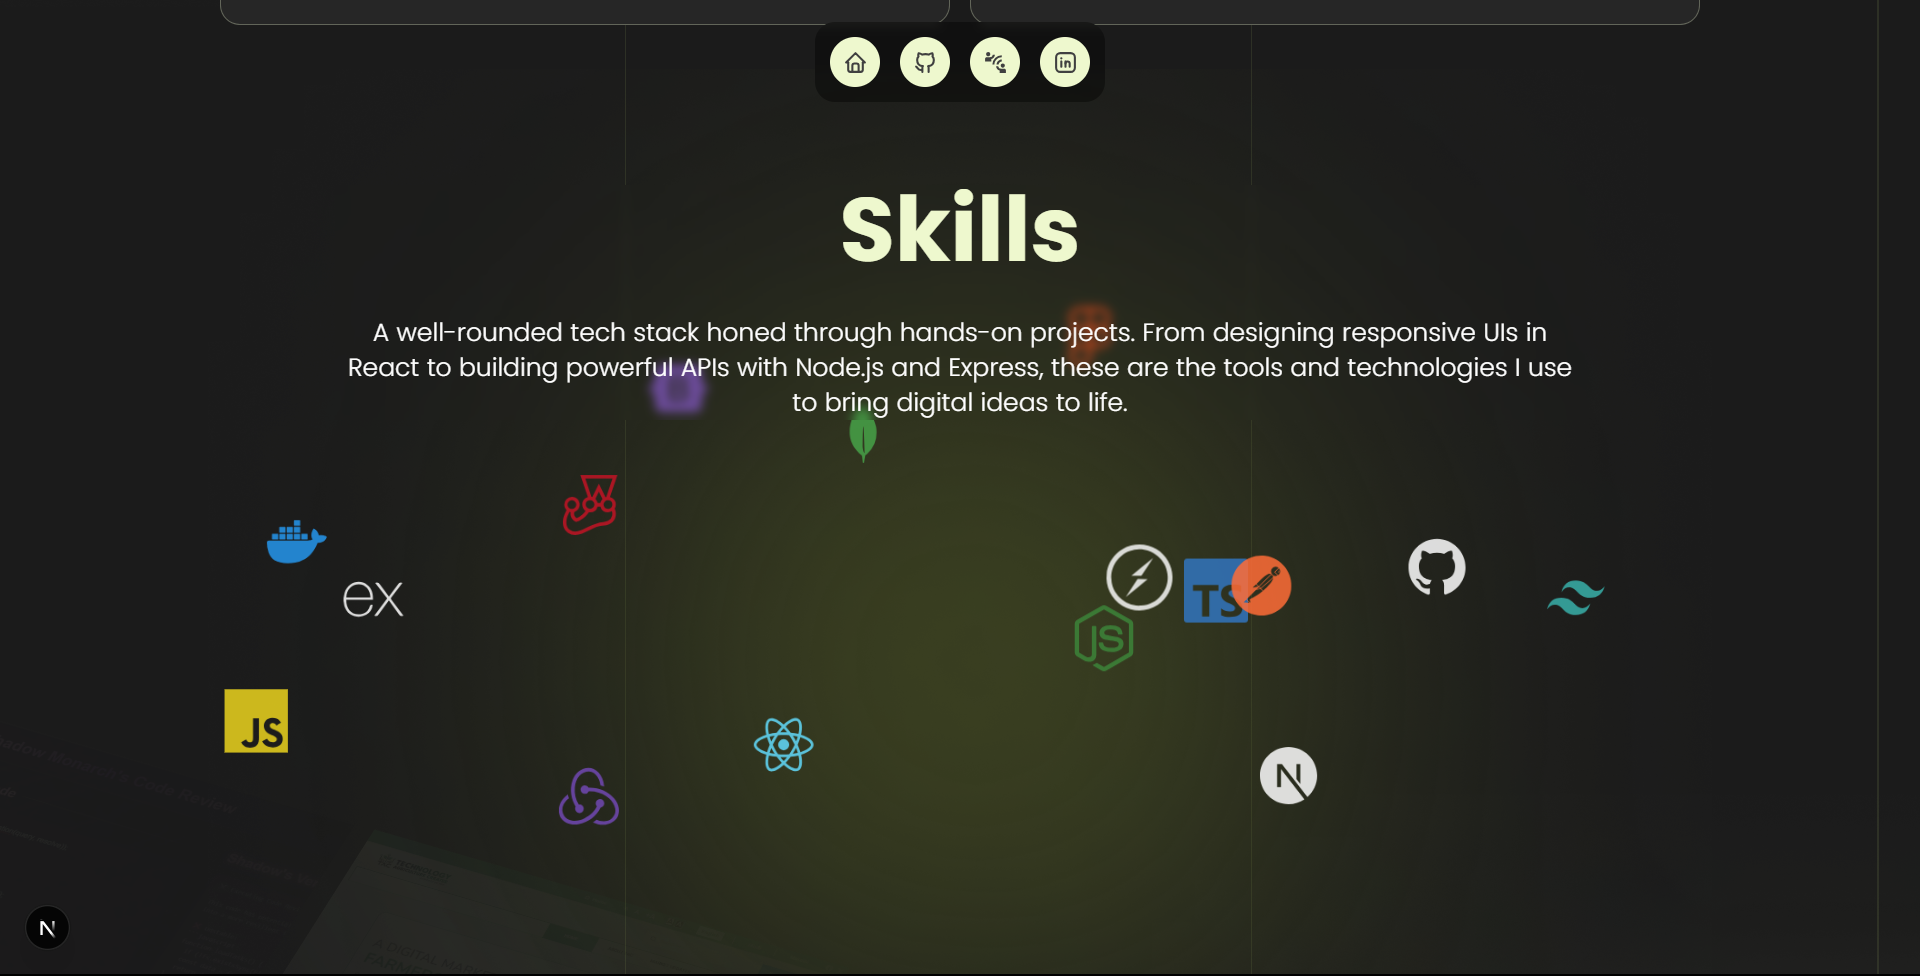 in
Skills
A well-rounded tech stack honed through hands-on projects. From designing responsive UIs in
React to building powerful APIs with Node.js and Express, these are the tools and technologies I use
to bring digital ideas to life.
ex
TS
JS
JS
N
N